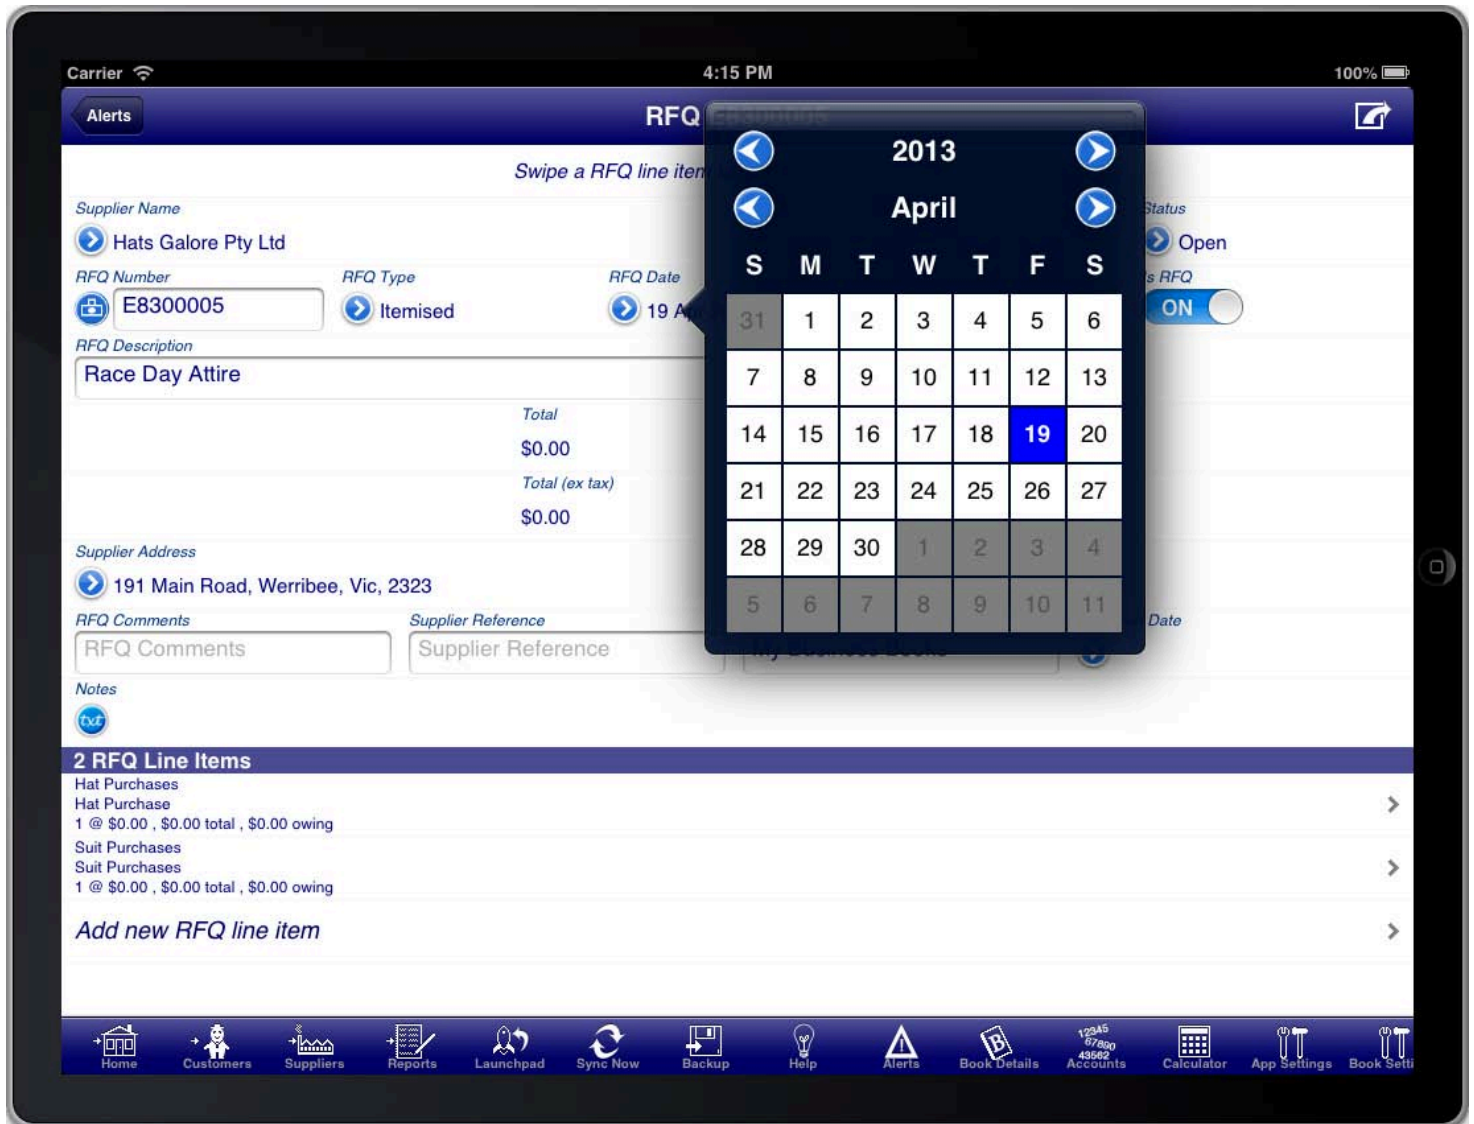 Carrier
4:15 PM
100%
Alerts
RFQ E8300005
Swipe a RFQ line item
Supplier Name
Status
Hats Galore Pty Ltd
Open
RFQ Number
RFQ Type
RFQ Date
RFQ
E8300005
Itemised
19 Apr
ON
RFQ Description
Race Day Attire
Total
$0.00
Total (ex tax)
$0.00
Supplier Address
191 Main Road, Werribee, Vic, 2323
RFQ Comments
Supplier Reference
Date
RFQ Comments
Supplier Reference
My Business Books
Notes
txt
2013
April
S M T W T F S
31 1 2 3 4 5 6
7 8 9 10 11 12 13
14 15 16 17 18 19 20
21 22 23 24 25 26 27
28 29 30 1 2 3 4
5 6 7 8 9 10 11
2 RFQ Line Items
Hat Purchases
Hat Purchase
1 @ $0.00 , $0.00 total , $0.00 owing
Suit Purchases
Suit Purchases
1 @ $0.00 , $0.00 total , $0.00 owing
Add new RFQ line item
12345
67890
43562
Home
Customers
Suppliers
Reports
Launchpad
Sync Now
Backup
Help
Alerts
Book Details
Accounts
Calculator
App Settings
Book Setti